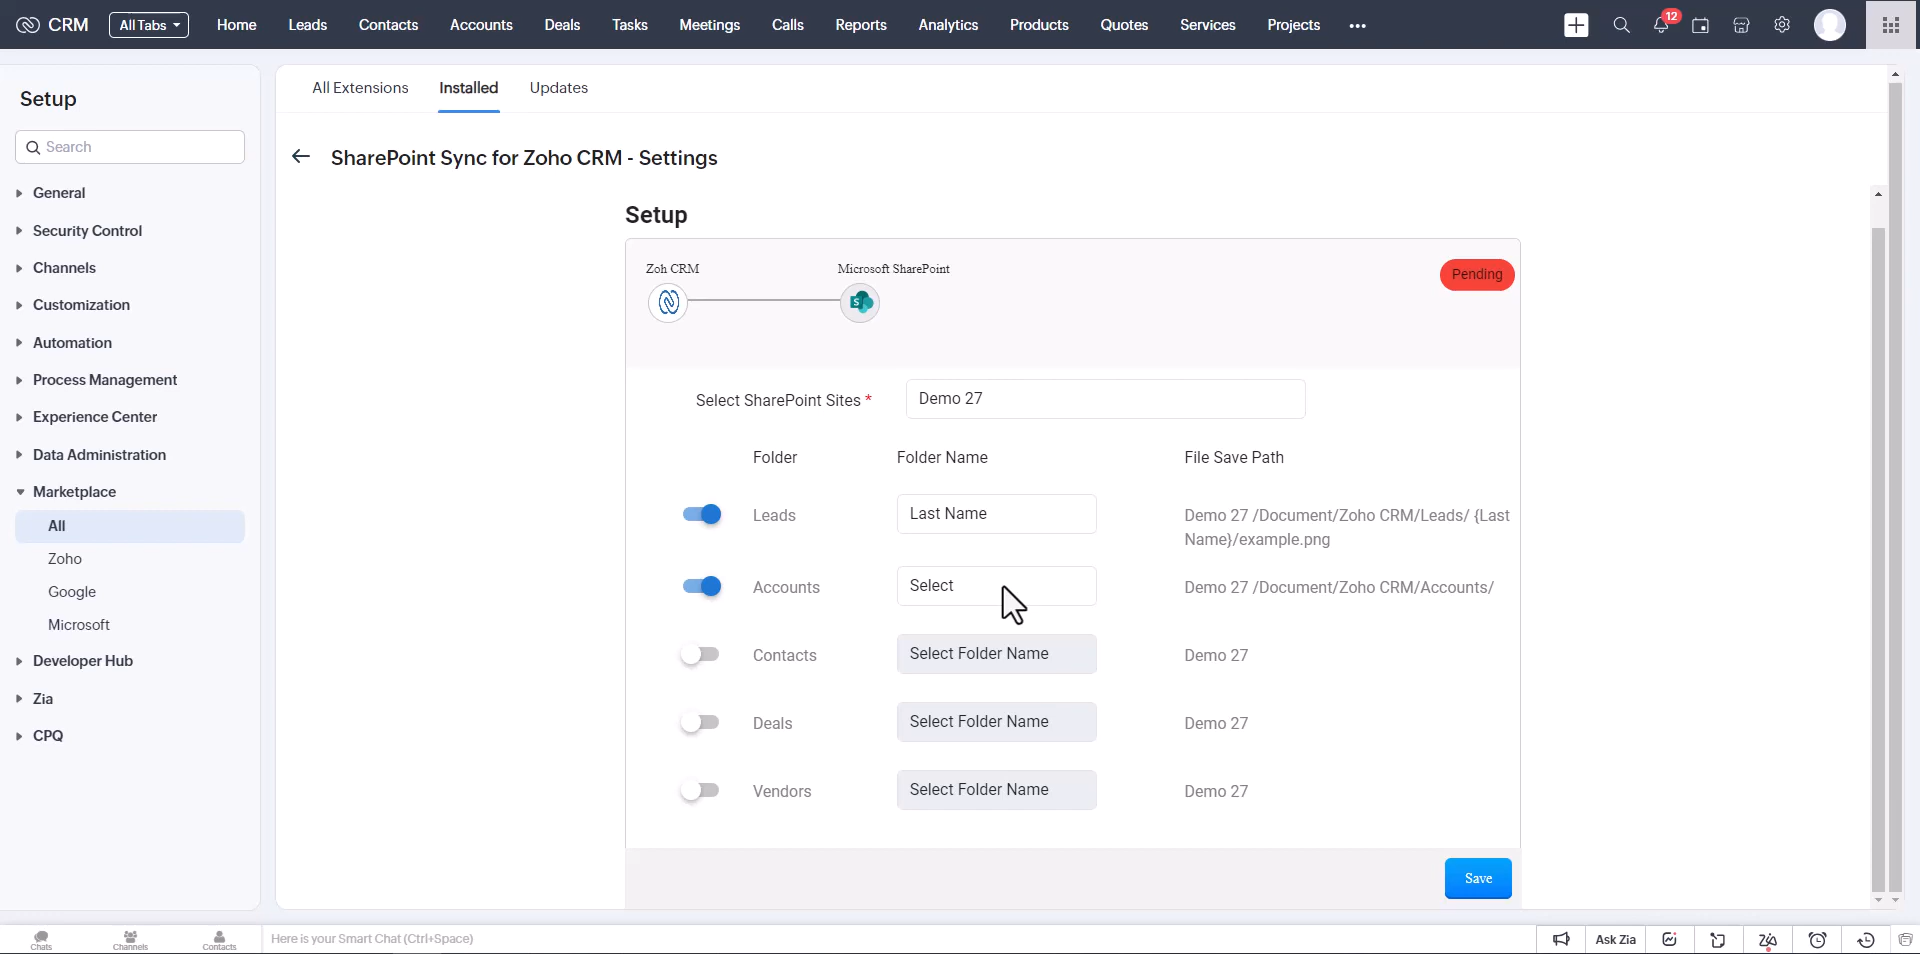 CRM
All Tabs
Home
Leads
Contacts
Accounts
Deals
Tasks
Meetings
Calls
Reports
Analytics
Products
Quotes
Services
Projects
12
Setup
Search
General
Security Control
Channels
Customization
Automation
Process Management
Experience Center
Data Administration
Marketplace
All
Zoho
Google
Microsoft
Developer Hub
Zia
CPQ
All Extensions
Installed
Updates
SharePoint Sync for Zoho CRM - Settings
Setup
Zoh CRM
Microsoft SharePoint
S
Pending
Select SharePoint Sites *
Demo 27
Folder
Folder Name
File Save Path
Leads
Last Name
Demo 27 /Document/Zoho CRM/Leads/ {Last
Name}/example.png
Accounts
Select
Demo 27 /Document/Zoho CRM/Accounts/
Contacts
Select Folder Name
Demo 27
Deals
Select Folder Name
Demo 27
Vendors
Select Folder Name
Demo 27
Save
Chats
Channels
Contacts
Here is your Smart Chat (Ctrl+Space)
Ask Zia